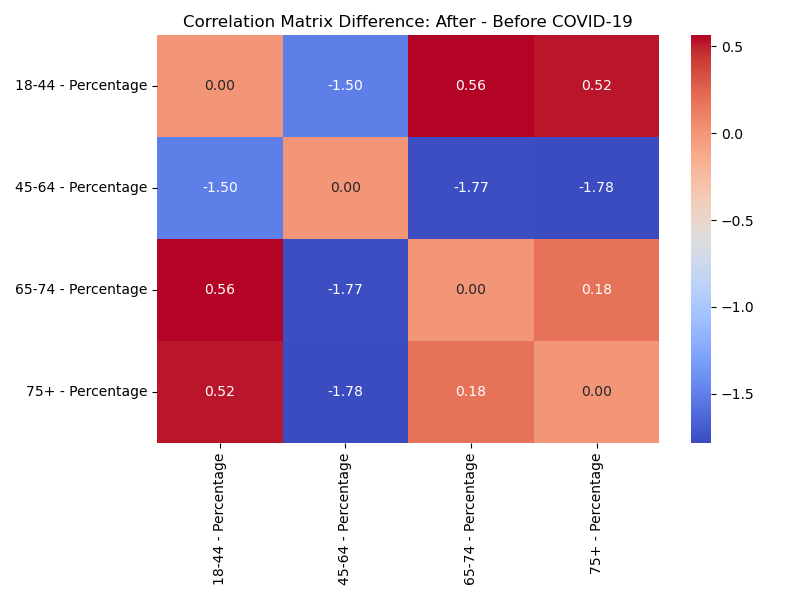 Correlation Matrix Difference: After - Before COVID-19
18-44 - Percentage 0.00 -1.50 0.56 0.52
45-64 - Percentage -1.50 0.00 -1.77 -1.78
65-74 - Percentage 0.56 -1.77 0.00 0.18
75+ - Percentage 0.52 -1.78 0.18 0.00
18-44 - Percentage
45-64 - Percentage
65-74 - Percentage
75+ - Percentage
0.5
0.0
−0.5
−1.0
−1.5